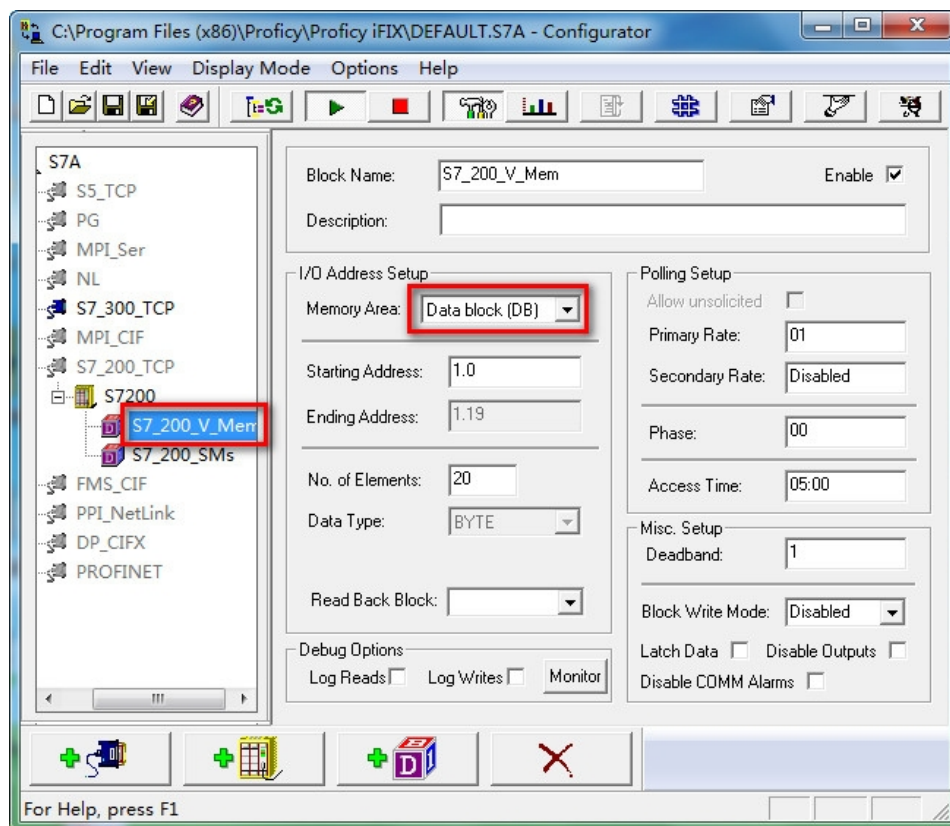 C:\Program Files (x86)\Proficy\Proficy iFIX\DEFAULT.S7A - Configurator
File Edit View Display Mode Options Help
S7A
S5_TCP
PG
MPI_Ser
NL
S7_300_TCP
MPI_CIF
S7_200_TCP
S7200
S7_200_V_Mem
S7_200_SMs
FMS_CIF
PPI_NetLink
DP_CIFX
PROFINET
Block Name: S7_200_V_Mem Enable
Description:
I/O Address Setup
Memory Area: Data block (DB)
Starting Address: 1.0
Ending Address: 1.19
No. of Elements: 20
Data Type: BYTE
Read Back Block:
Debug Options
Log Reads Log Writes Monitor
Polling Setup
Allow unsolicited
Primary Rate: 01
Secondary Rate: Disabled
Phase: 00
Access Time: 05:00
Misc. Setup
Deadband: 1
Block Write Mode: Disabled
Latch Data Disable Outputs
Disable COMM Alarms
D
For Help, press F1